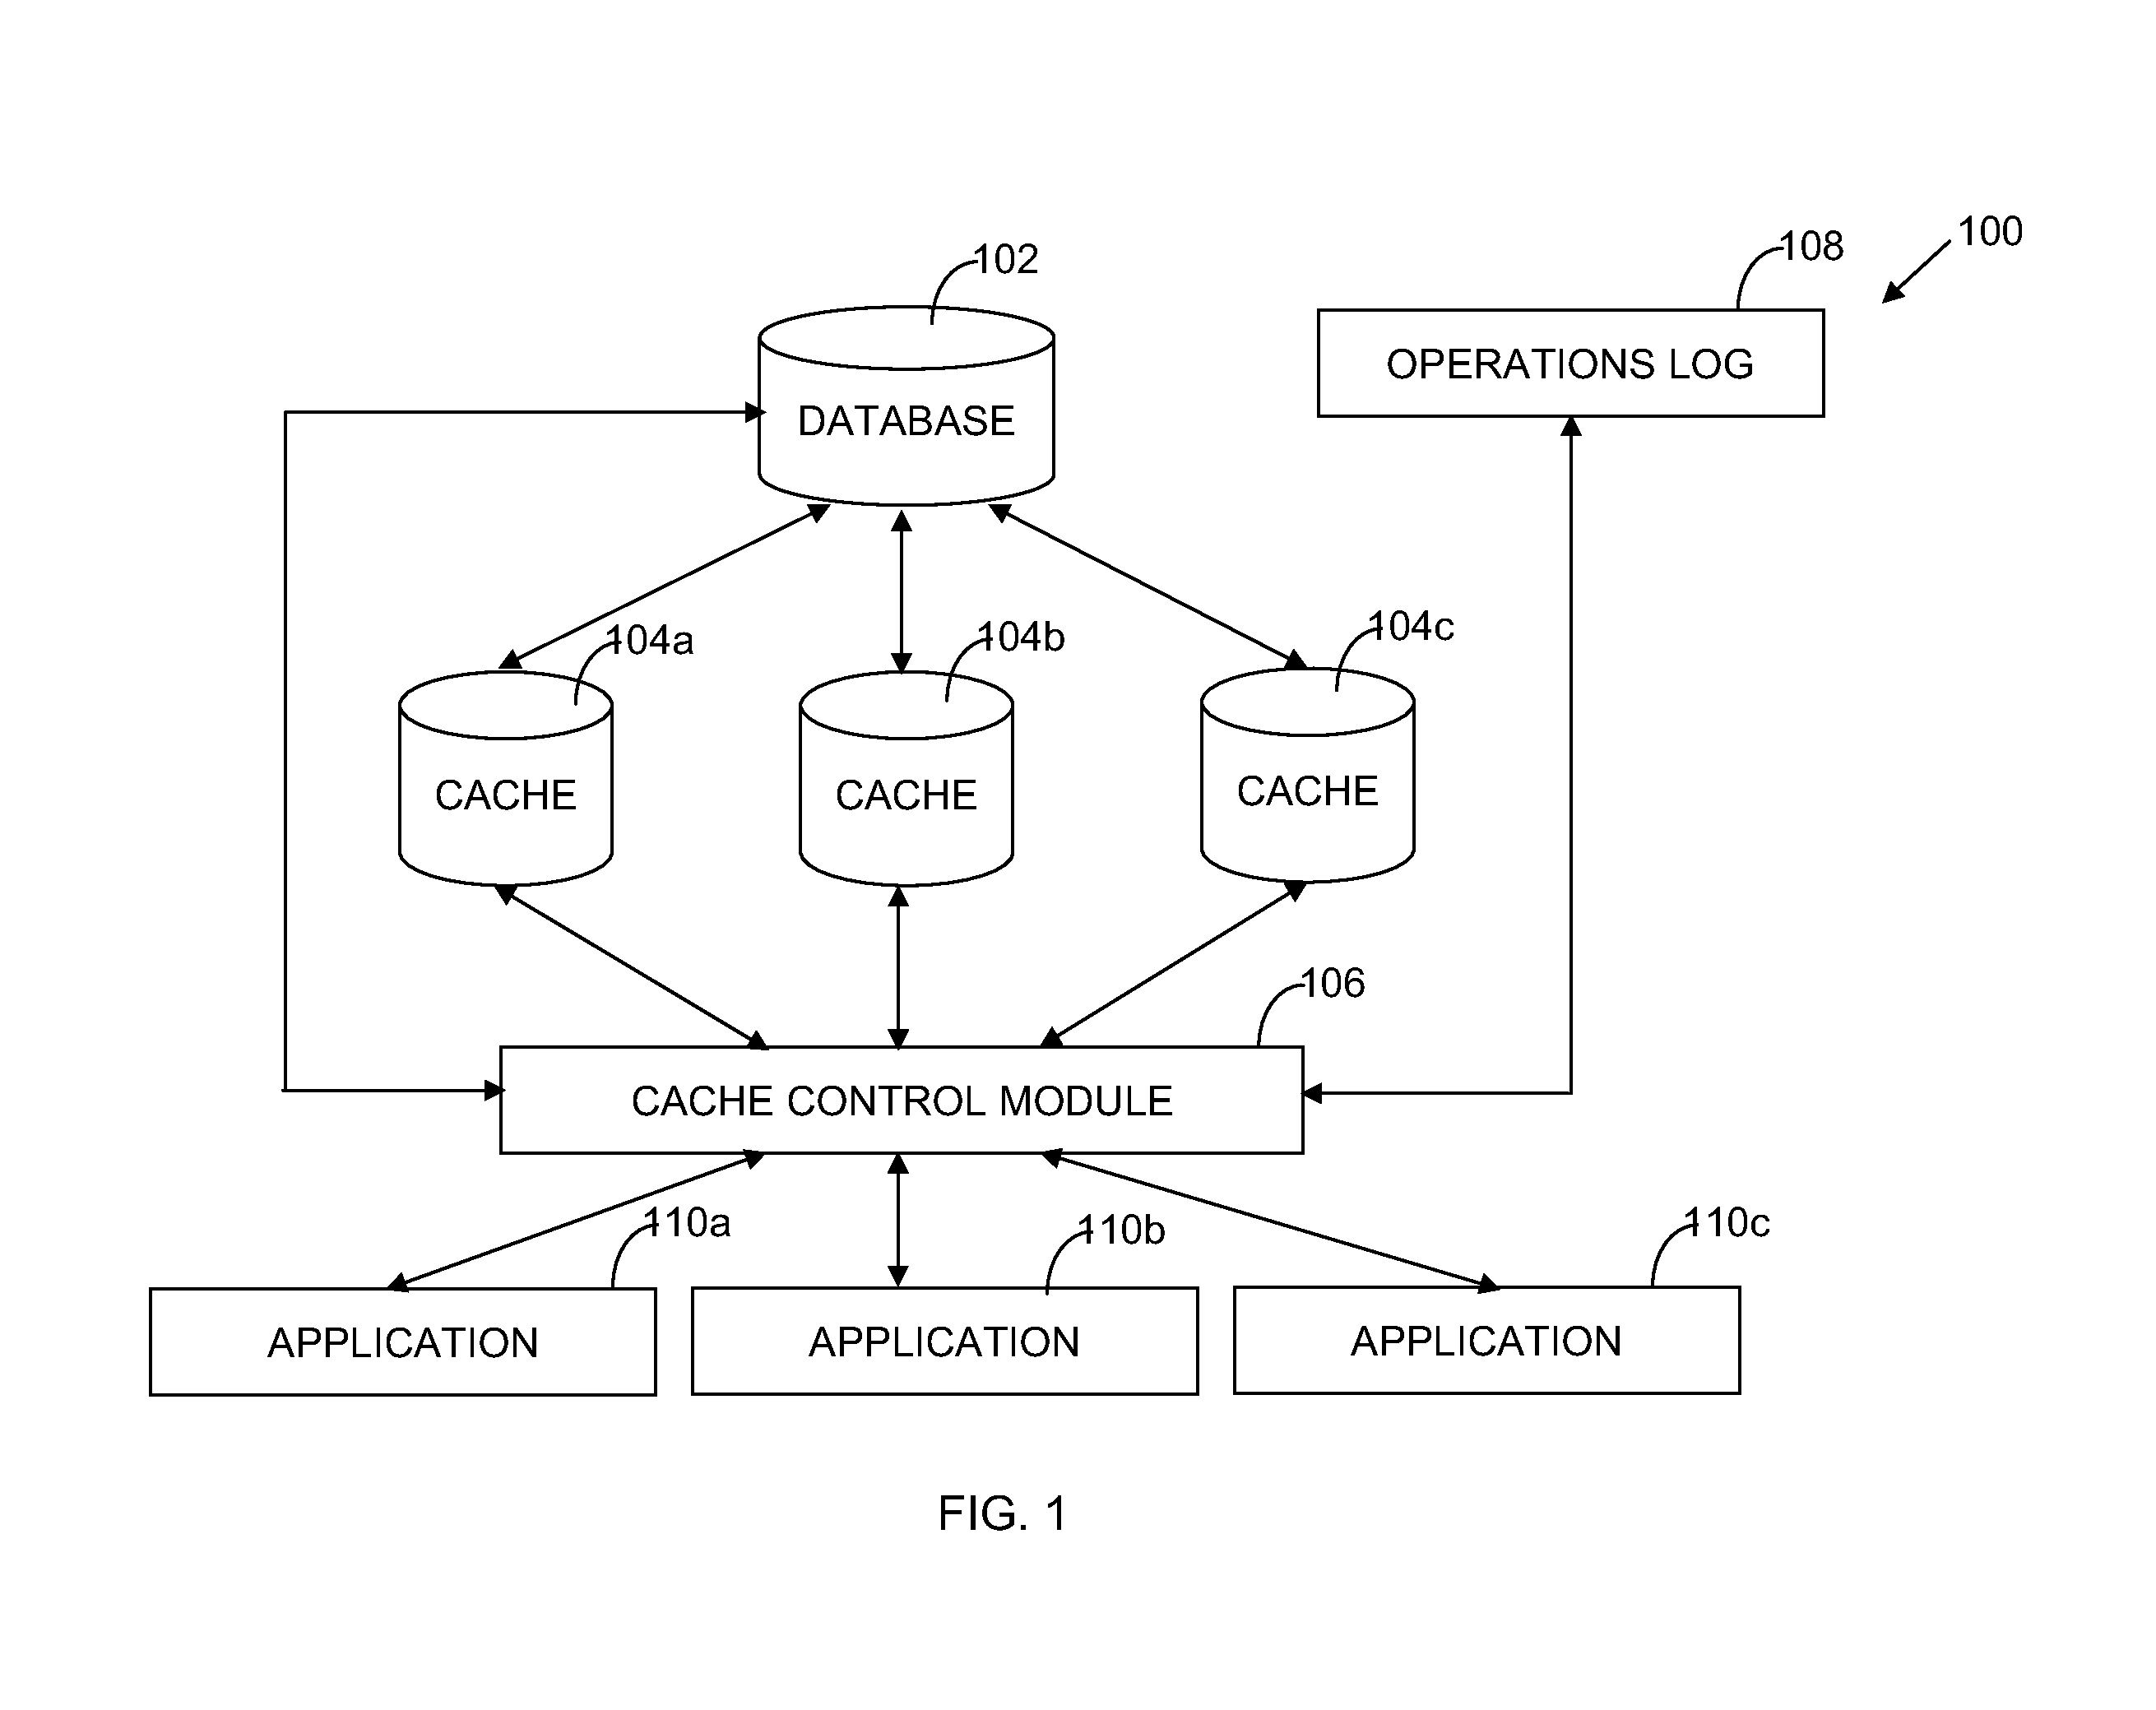 100
102
108
OPERATIONS LOG
DATABASE
104a
104b
104c
CACHE
CACHE
CACHE
106
CACHE CONTROL MODULE
110a
110b
110c
APPLICATION
APPLICATION
APPLICATION
FIG. 1